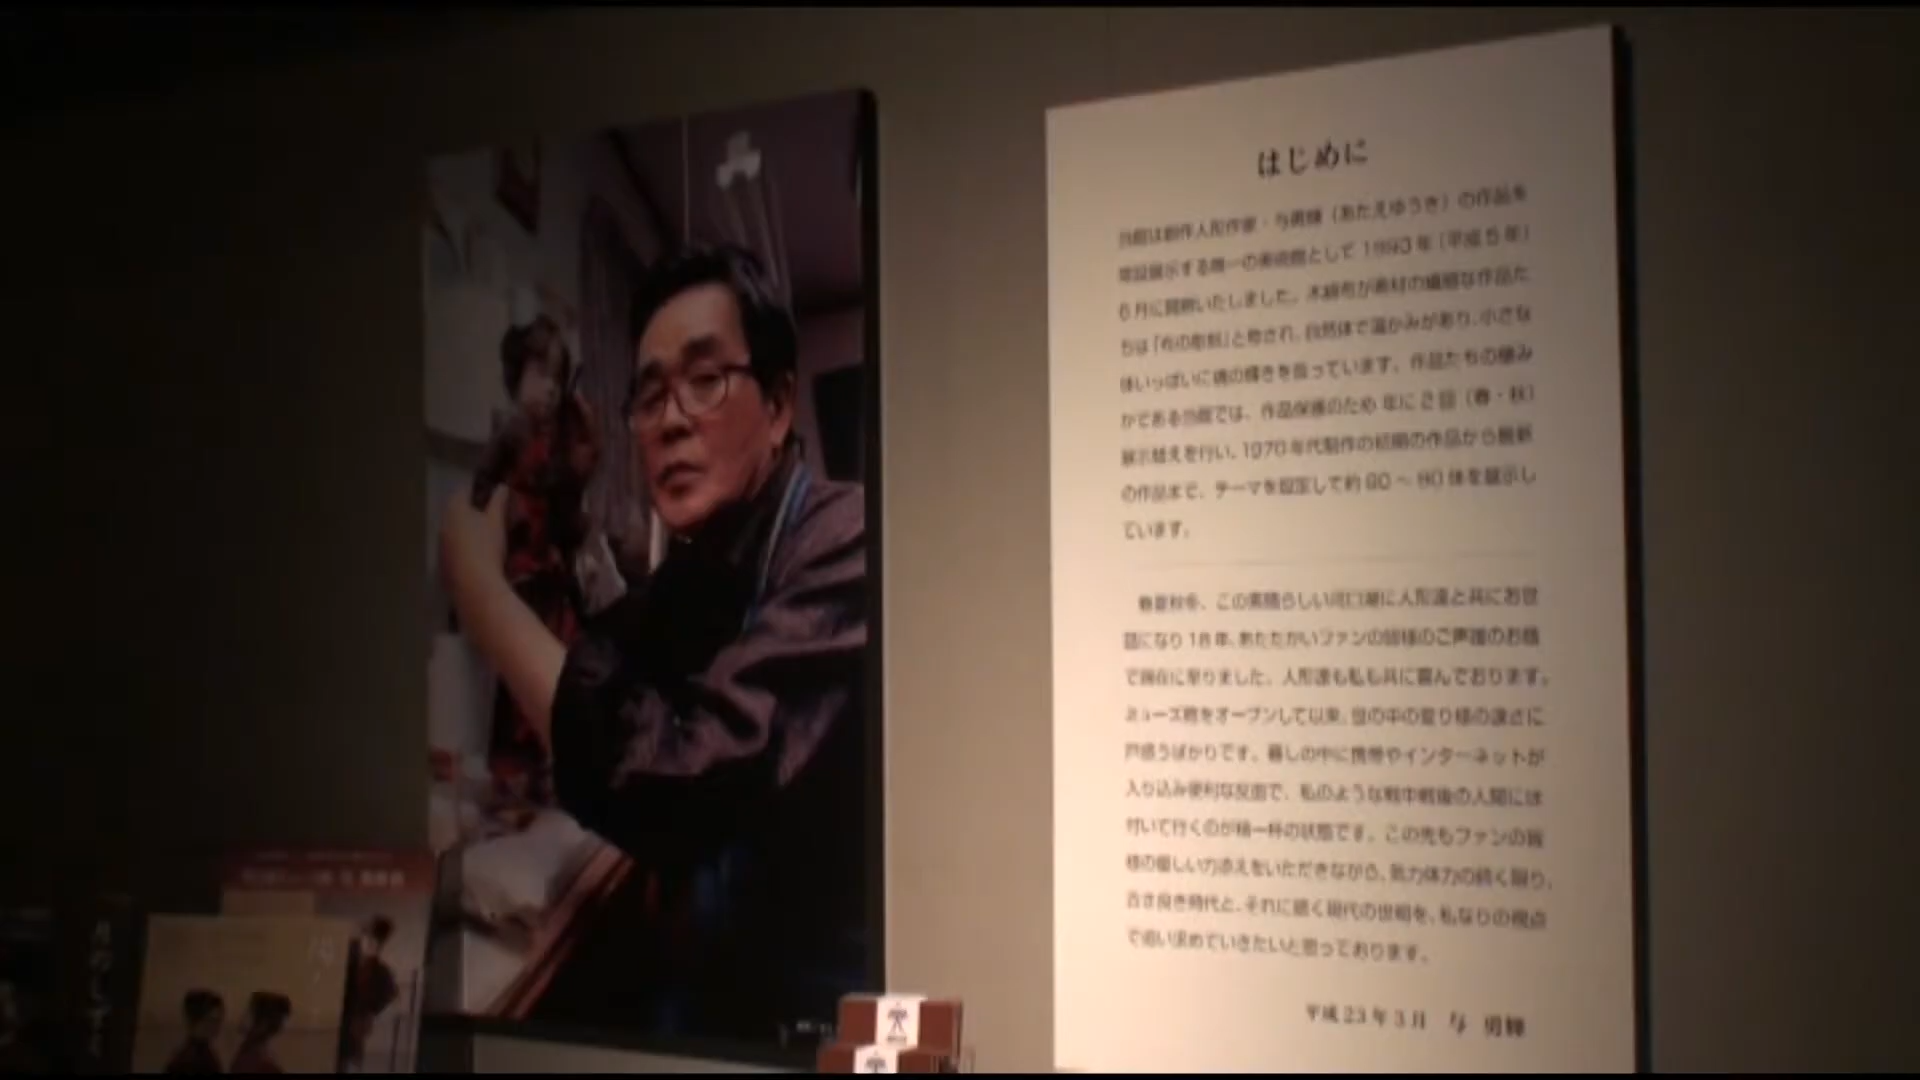 はじめに
当館は創作人形作家・与勇輝（あたえゆうき）の作品を
常設展示する唯一の美術館として1993年（平成5年）
6月に開館いたしました。木綿布が素材の繊細な作品た
ちは「布の彫刻」と称され、自然体で温かみがあり、小さな
体いっぱいに魂の輝きを放っています。作品たちの棲み
かである当館では、作品保護のため 年に2回（春・秋）
展示替えを行い、1970年代制作の初期の作品から最新
の作品まで、テーマを設定して約80～90体を展示し
ています。
春夏秋冬、この素晴らしい河口湖に人形達と共にお世
話になり18年、あたたかいファンの皆様のご声援のお蔭
で現在に至りました。人形達も私も共に喜んでおります。
ミューズ館をオープンして以来、世の中の変り様の速さに
戸惑うばかりです。暮しの中に携帯やインターネットが
入り込み便利な反面で、私のような戦中戦後の人間には
付いて行くのが精一杯の状態です。この先もファンの皆
様の優しい力添えをいただきながら、気力体力の続く限り、
古き良き時代と、それに続く現代の世相を、私なりの視点
で追い求めていきたいと思っております。
平成23年3月 与 勇輝